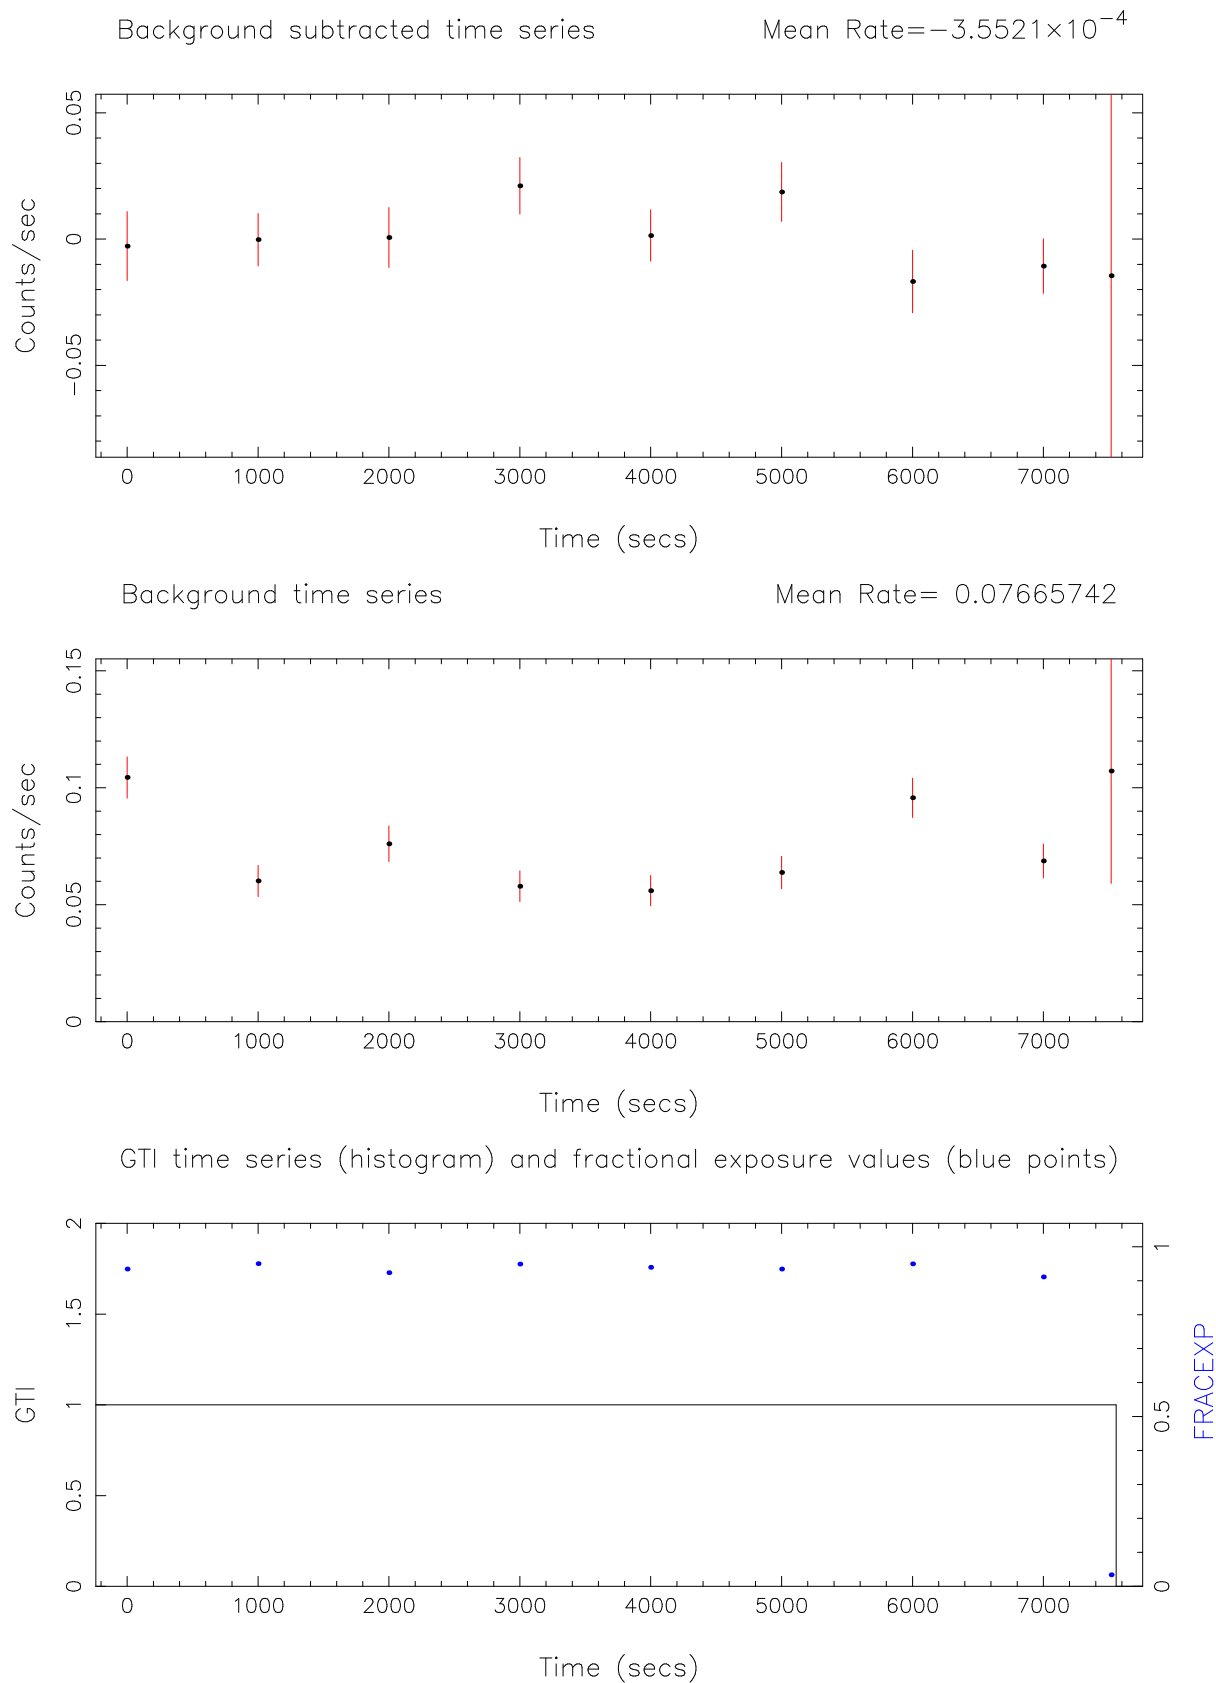 Background subtracted time series Mean Rate=−3.5521×10⁻⁴
0.05
0
−0.05
Counts/sec
0 1000 2000 3000 4000 5000 6000 7000
Time (secs)
Background time series Mean Rate= 0.07665742
0.15
0.1
0.05
0
Counts/sec
0 1000 2000 3000 4000 5000 6000 7000
Time (secs)
GTI time series (histogram) and fractional exposure values (blue points)
2
1.5
1
0.5
0
GTI
1
0.5
0
FRACEXP
0 1000 2000 3000 4000 5000 6000 7000
Time (secs)